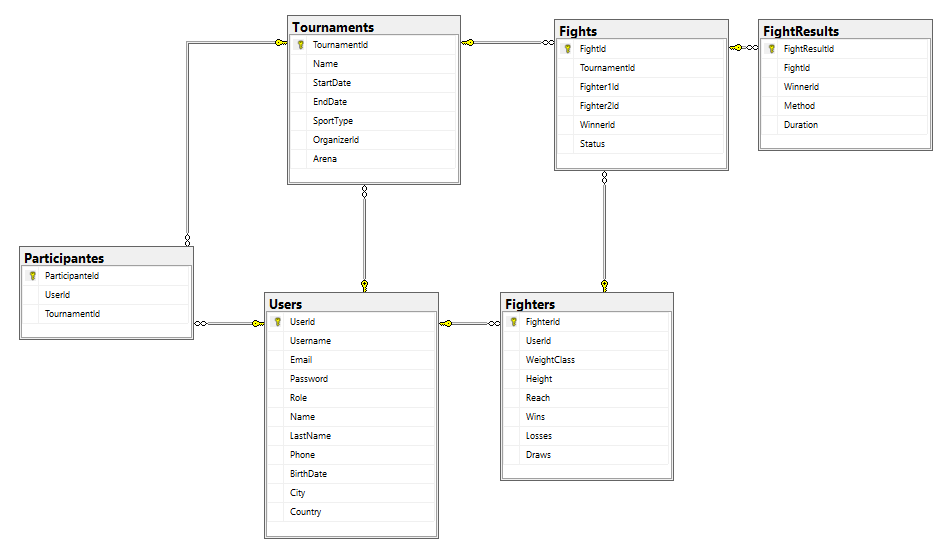 Tournaments
TournamentId
Name
StartDate
EndDate
SportType
OrganizerId
Arena
Fights
FightId
TournamentId
Fighter1Id
Fighter2Id
WinnerId
Status
FightResults
FightResultId
FightId
WinnerId
Method
Duration
Participantes
ParticipanteId
UserId
TournamentId
Users
UserId
Username
Email
Password
Role
Name
LastName
Phone
BirthDate
City
Country
Fighters
FighterId
UserId
WeightClass
Height
Reach
Wins
Losses
Draws